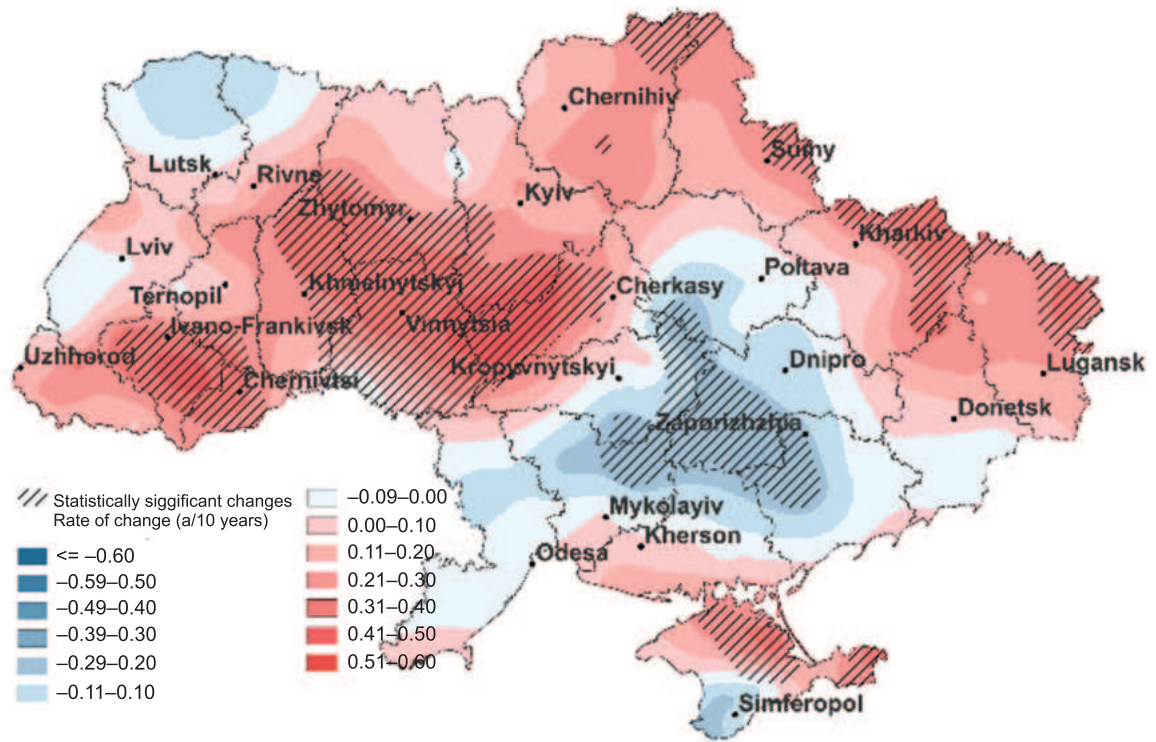 Chernihiv
Sumy
Lutsk
Rivne
Kyiv
Zhytomyr
Kharkiv
Lviv
Poltava
Ternopil
Khmelnytskyi
Cherkasy
Ivano-Frankivsk
Vinnytsia
Uzhhorod
Kropyvnytskyi
Dnipro
Lugansk
Chernivtsi
Donetsk
Zaporizhzhia
Mykolayiv
Kherson
Odesa
Simferopol
Statistically siggificant changes
Rate of change (a/10 years)
<= –0.60
–0.59–0.50
–0.49–0.40
–0.39–0.30
–0.29–0.20
–0.11–0.10
–0.09–0.00
0.00–0.10
0.11–0.20
0.21–0.30
0.31–0.40
0.41–0.50
0.51–0.60